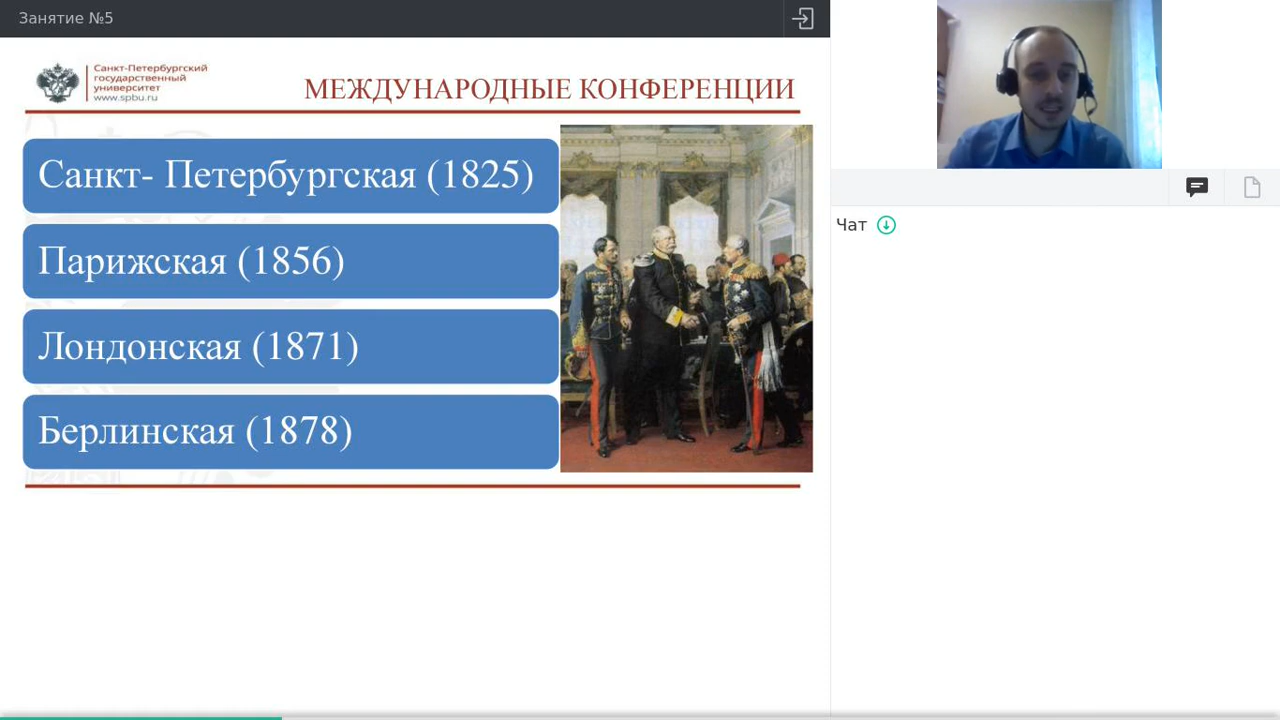 Занятие №5
Санкт-Петербургский
государственный
университет
www.spbu.ru
МЕЖДУНАРОДНЫЕ КОНФЕРЕНЦИИ
Санкт- Петербургская (1825)
Парижская (1856)
Лондонская (1871)
Берлинская (1878)
Чат